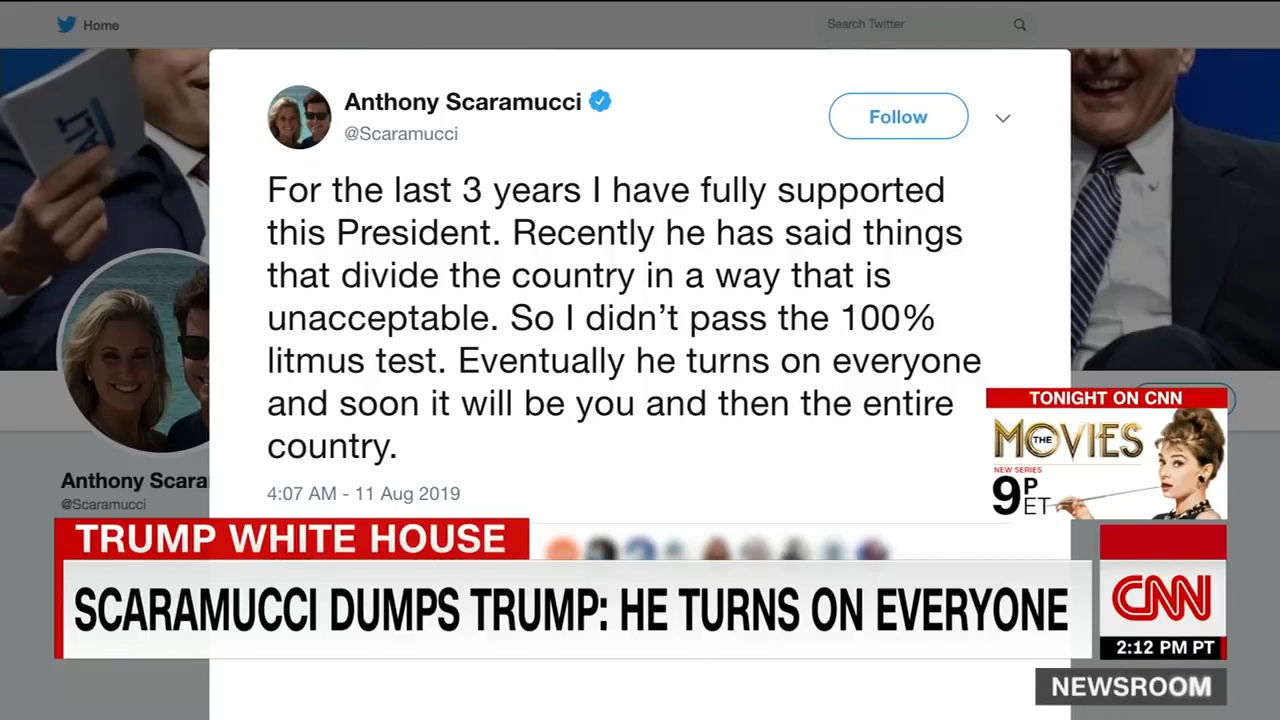 Home
Search Twitter
ALT
Anthony Scaramucci
@Scaramucci
Follow
For the last 3 years I have fully supported
this President. Recently he has said things
that divide the country in a way that is
unacceptable. So I didn't pass the 100%
litmus test. Eventually he turns on everyone
and soon it will be you and then the entire
country.
4:07 AM - 11 Aug 2019
Anthony Scara
@Scaramucci
TONIGHT ON CNN
THE MOVIES
NEW SERIES
9P ET
TRUMP WHITE HOUSE
SCARAMUCCI DUMPS TRUMP: HE TURNS ON EVERYONE
CNN
2:12 PM PT
NEWSROOM